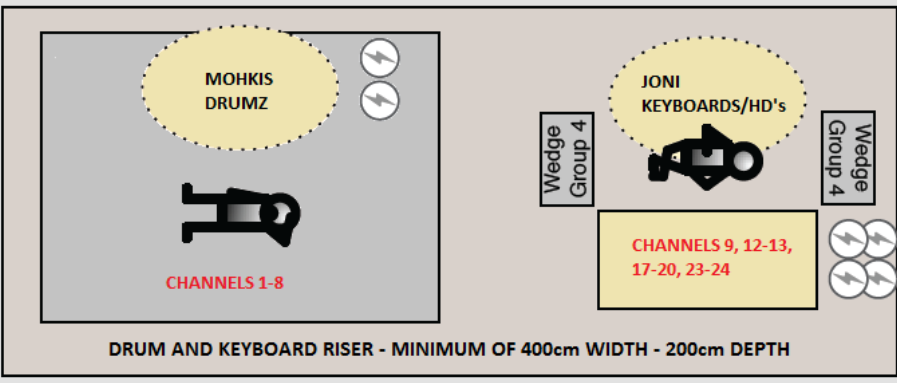 MOHKIS
DRUMZ
JONI
KEYBOARDS/HD's
Wedge
Group 4
Wedge
Group 4
CHANNELS 9, 12-13,
17-20, 23-24
CHANNELS 1-8
DRUM AND KEYBOARD RISER - MINIMUM OF 400cm WIDTH - 200cm DEPTH